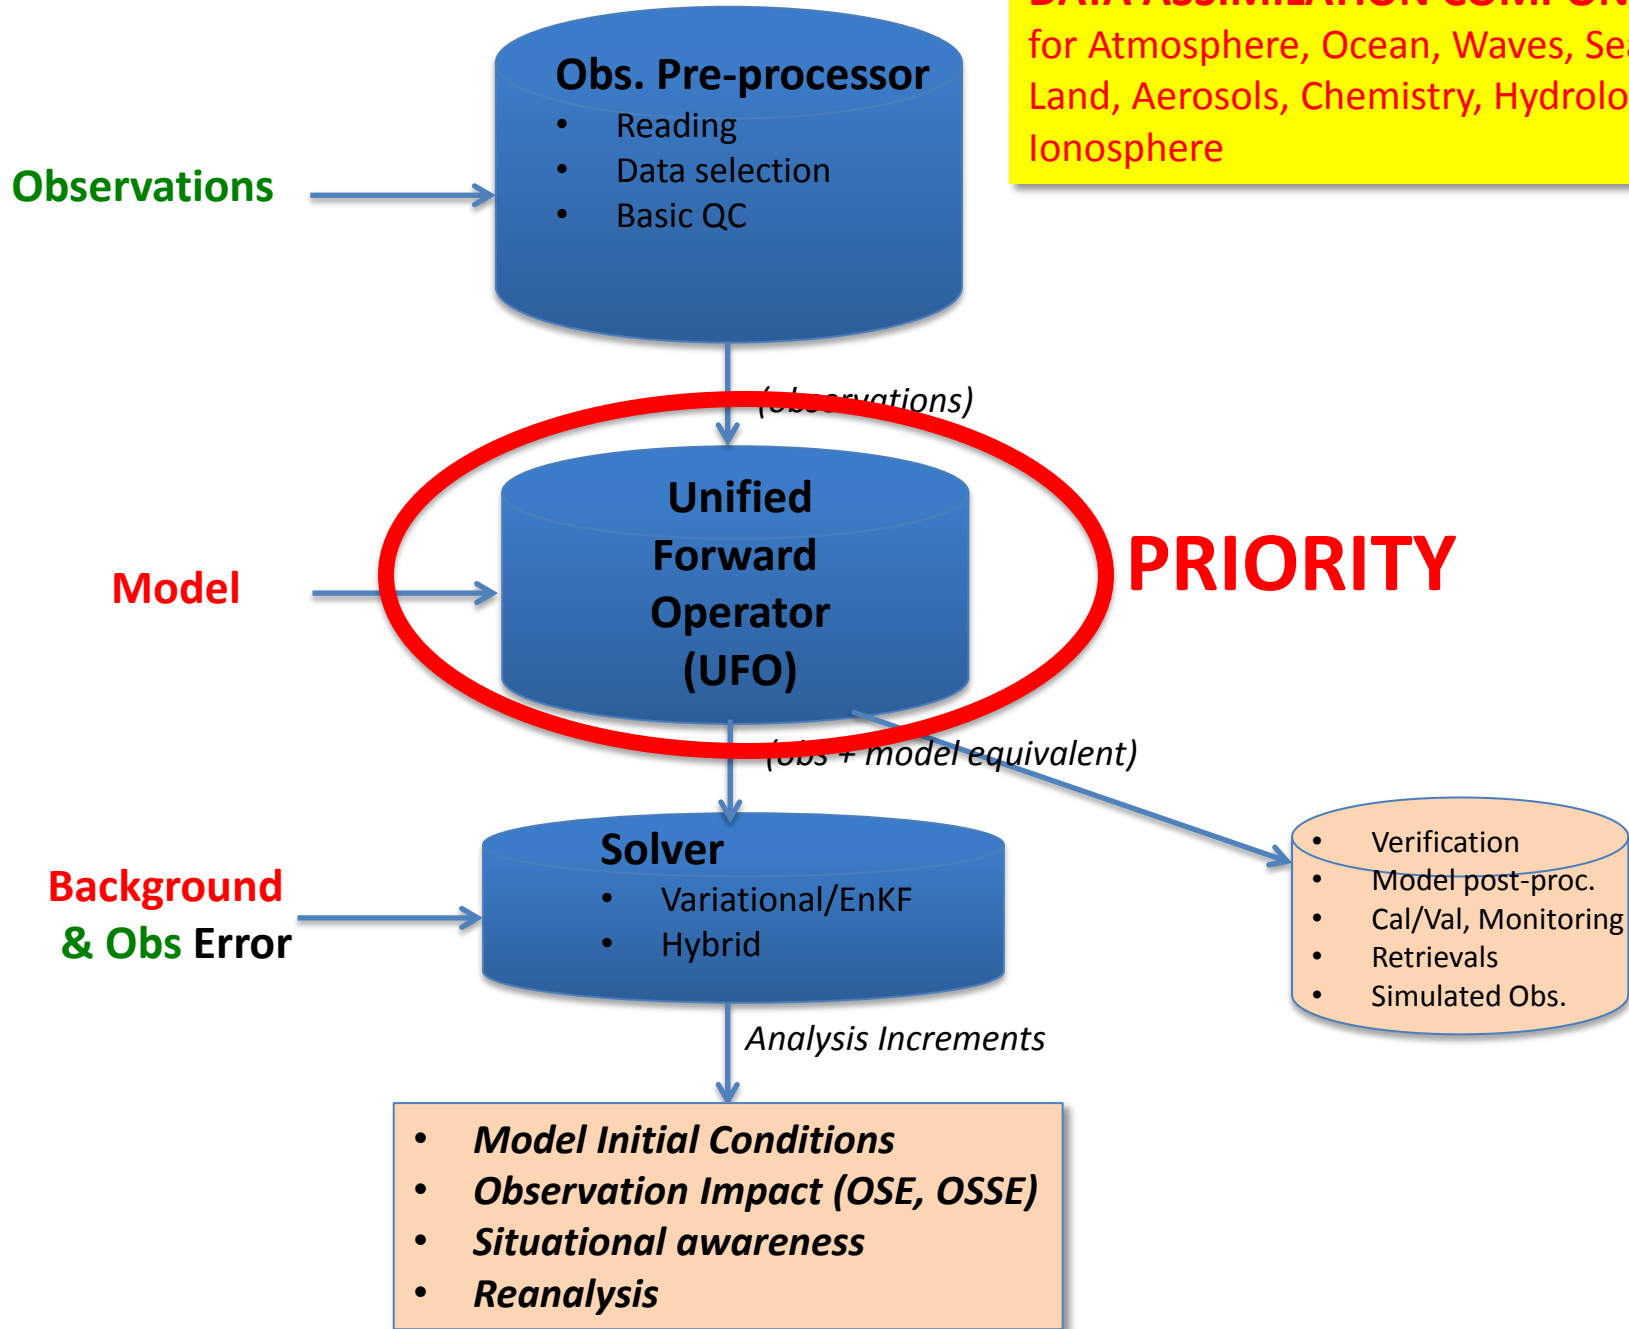 for Atmosphere, Ocean, Waves,
Land, Aerosols, Chemistry,
Ionosphere
Obs. Pre-processor
• Reading
• Data selection
• Basic QC
Observations
(observations)
Unified
Forward
Operator
(UFO)
PRIORITY
Model
(obs + model equivalent)
Solver
• Variational/EnKF
• Hybrid
Background
& Obs Error
• Verification
• Model post-proc.
• Cal/Val, Monitoring
• Retrievals
• Simulated Obs.
Analysis Increments
• Model Initial Conditions
• Observation Impact (OSE, OSSE)
• Situational awareness
• Reanalysis